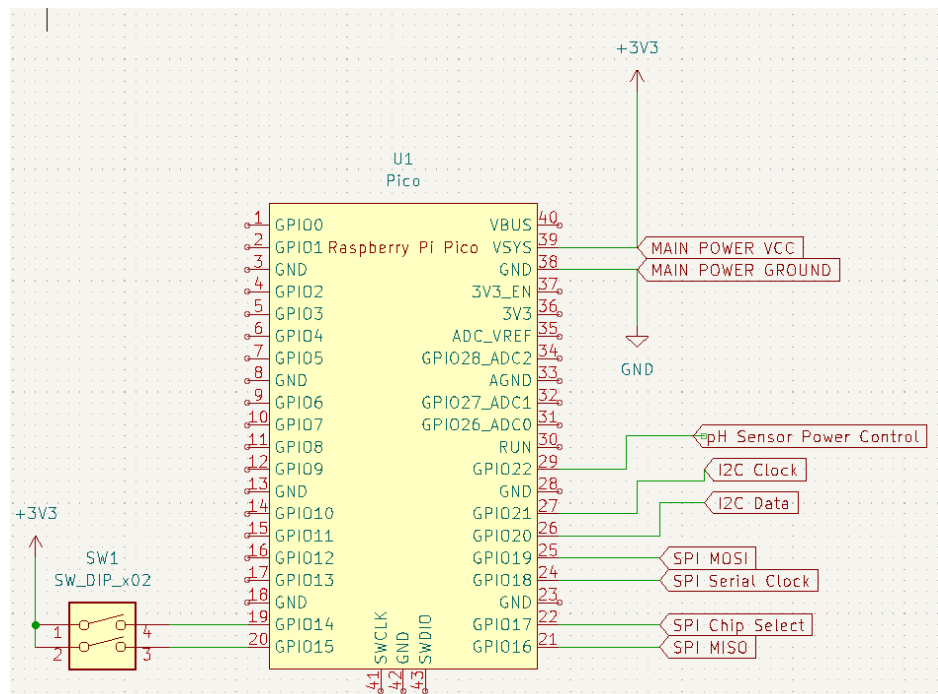 +3V3
U1
Pico
Raspberry Pi Pico
1 GPIO0
2 GPIO1
3 GND
4 GPIO2
5 GPIO3
6 GPIO4
7 GPIO5
8 GND
9 GPIO6
10 GPIO7
11 GPIO8
12 GPIO9
13 GND
14 GPIO10
15 GPIO11
16 GPIO12
17 GPIO13
18 GND
19 GPIO14
20 GPIO15
VBUS 40
VSYS 39 MAIN POWER VCC
GND 38 MAIN POWER GROUND
3V3_EN 37
3V3 36
ADC_VREF 35
GPIO28_ADC2 34
AGND 33
GPIO27_ADC1 32
GPIO26_ADC0 31
RUN 30
GPIO22 29
GND 28
GPIO21 27
GPIO20 26
GPIO19 25 SPI MOSI
GPIO18 24 SPI Serial Clock
GND 23
GPIO17 22 SPI Chip Select
GPIO16 21 SPI MISO
GND
pH Sensor Power Control
I2C Clock
I2C Data
SWCLK 41
GND 42
SWDIO 43
+3V3
SW1
SW_DIP_x02
1 4
2 3